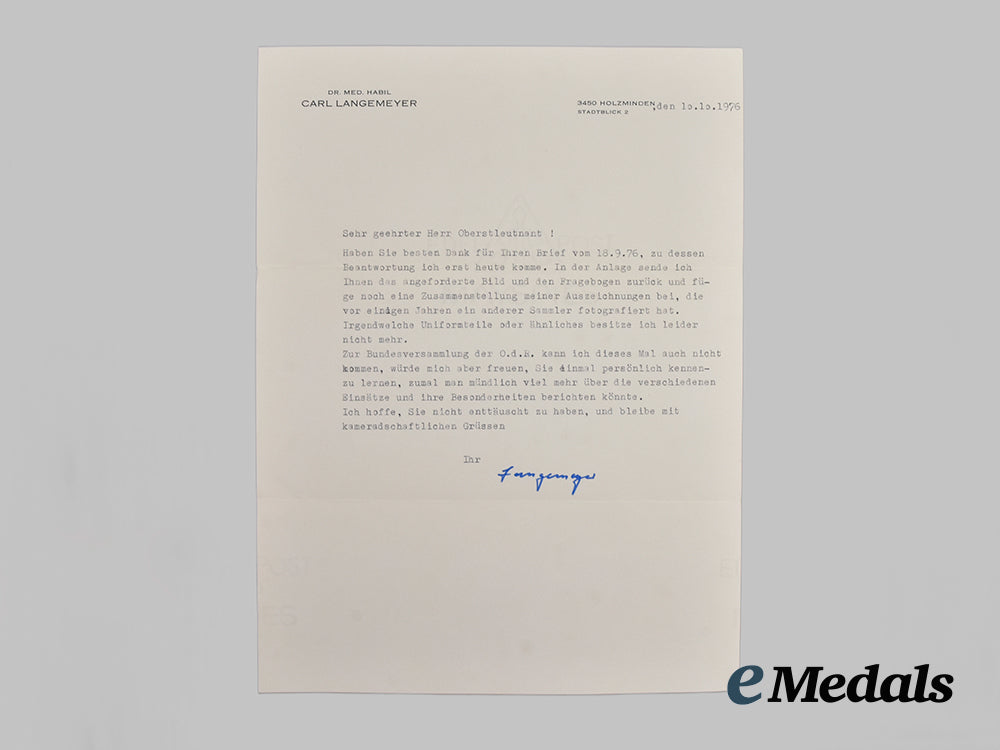 DR. MED. HABIL
CARL LANGEMEYER
3450 HOLZMINDEN, den 10.10.1976
STADTBLICK 2
Sehr geehrter Herr Oberstleutnant !
Haben Sie besten Dank für Ihren Brief vom 18.9.76, zu dessen
Beantwortung ich erst heute komme. In der Anlage sende ich
Ihnen das angeforderte Bild und den Fragebogen zurück und fü-
ge noch eine Zusammenstellung meiner Auszeichnungen bei, die
vor einigen Jahren ein anderer Sammler fotografiert hat.
Irgendwelche Uniformteile oder Ähnliches besitze ich leider
nicht mehr.
Zur Bundesversammlung der O.d.R. kann ich dieses Mal auch nicht
kommen, würde mich aber freuen, Sie einmal persönlich kennen-
zu lernen, zumal man mündlich viel mehr über die verschiedenen
Einsätze und ihre Besonderheiten berichten könnte.
Ich hoffe, Sie nicht enttäuscht zu haben, und bleibe mit
kameradschaftlichen Grüssen
Ihr
Langemeyer
eMedals